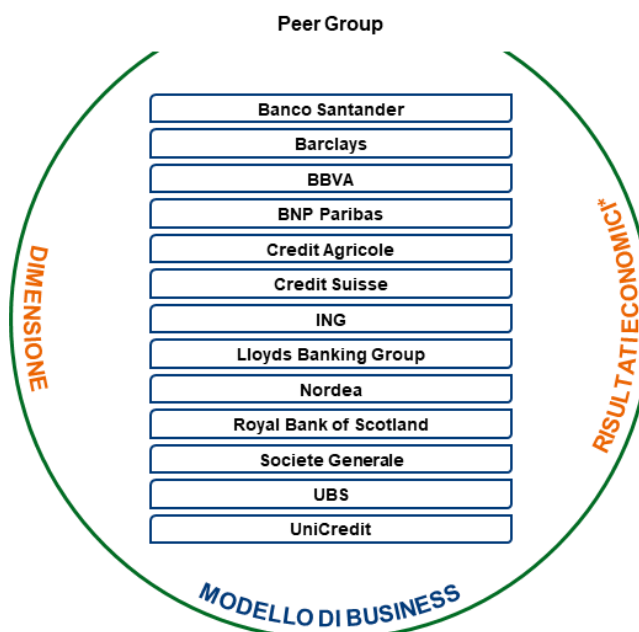 Peer Group
Banco Santander
Barclays
BBVA
BNP Paribas
Credit Agricole
Credit Suisse
ING
Lloyds Banking Group
Nordea
Royal Bank of Scotland
Societe Generale
UBS
UniCredit
DIMENSIONE
RISULTATI ECONOMICI*
MODELLO DI BUSINESS